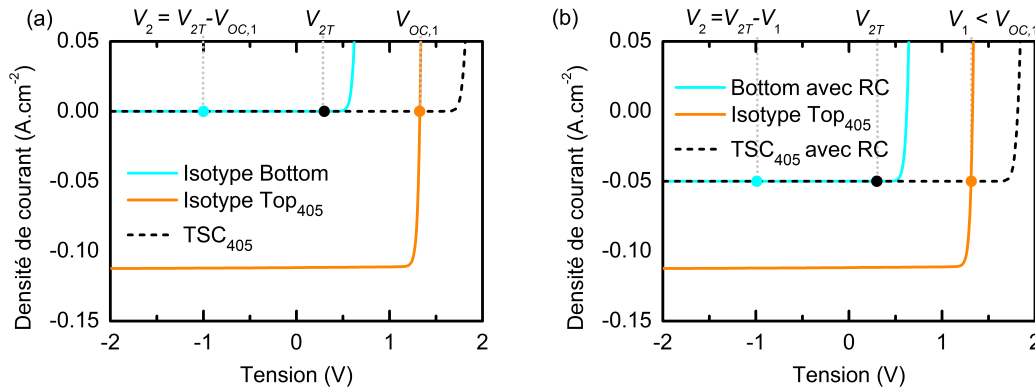 (a)
V2 = V2T-VOC,1
V2T
VOC,1
0.05
0.00
-0.05
-0.10
-0.15
Densité de courant (A.cm-2)
Isotype Bottom
Isotype Top405
TSC405
-2 -1 0 1 2
Tension (V)
(b)
V2 =V2T-V1
V2T
V1 < VOC,1
0.05
0.00
-0.05
-0.10
-0.15
Densité de courant (A.cm-2)
Bottom avec RC
Isotype Top405
TSC405 avec RC
-2 -1 0 1 2
Tension (V)